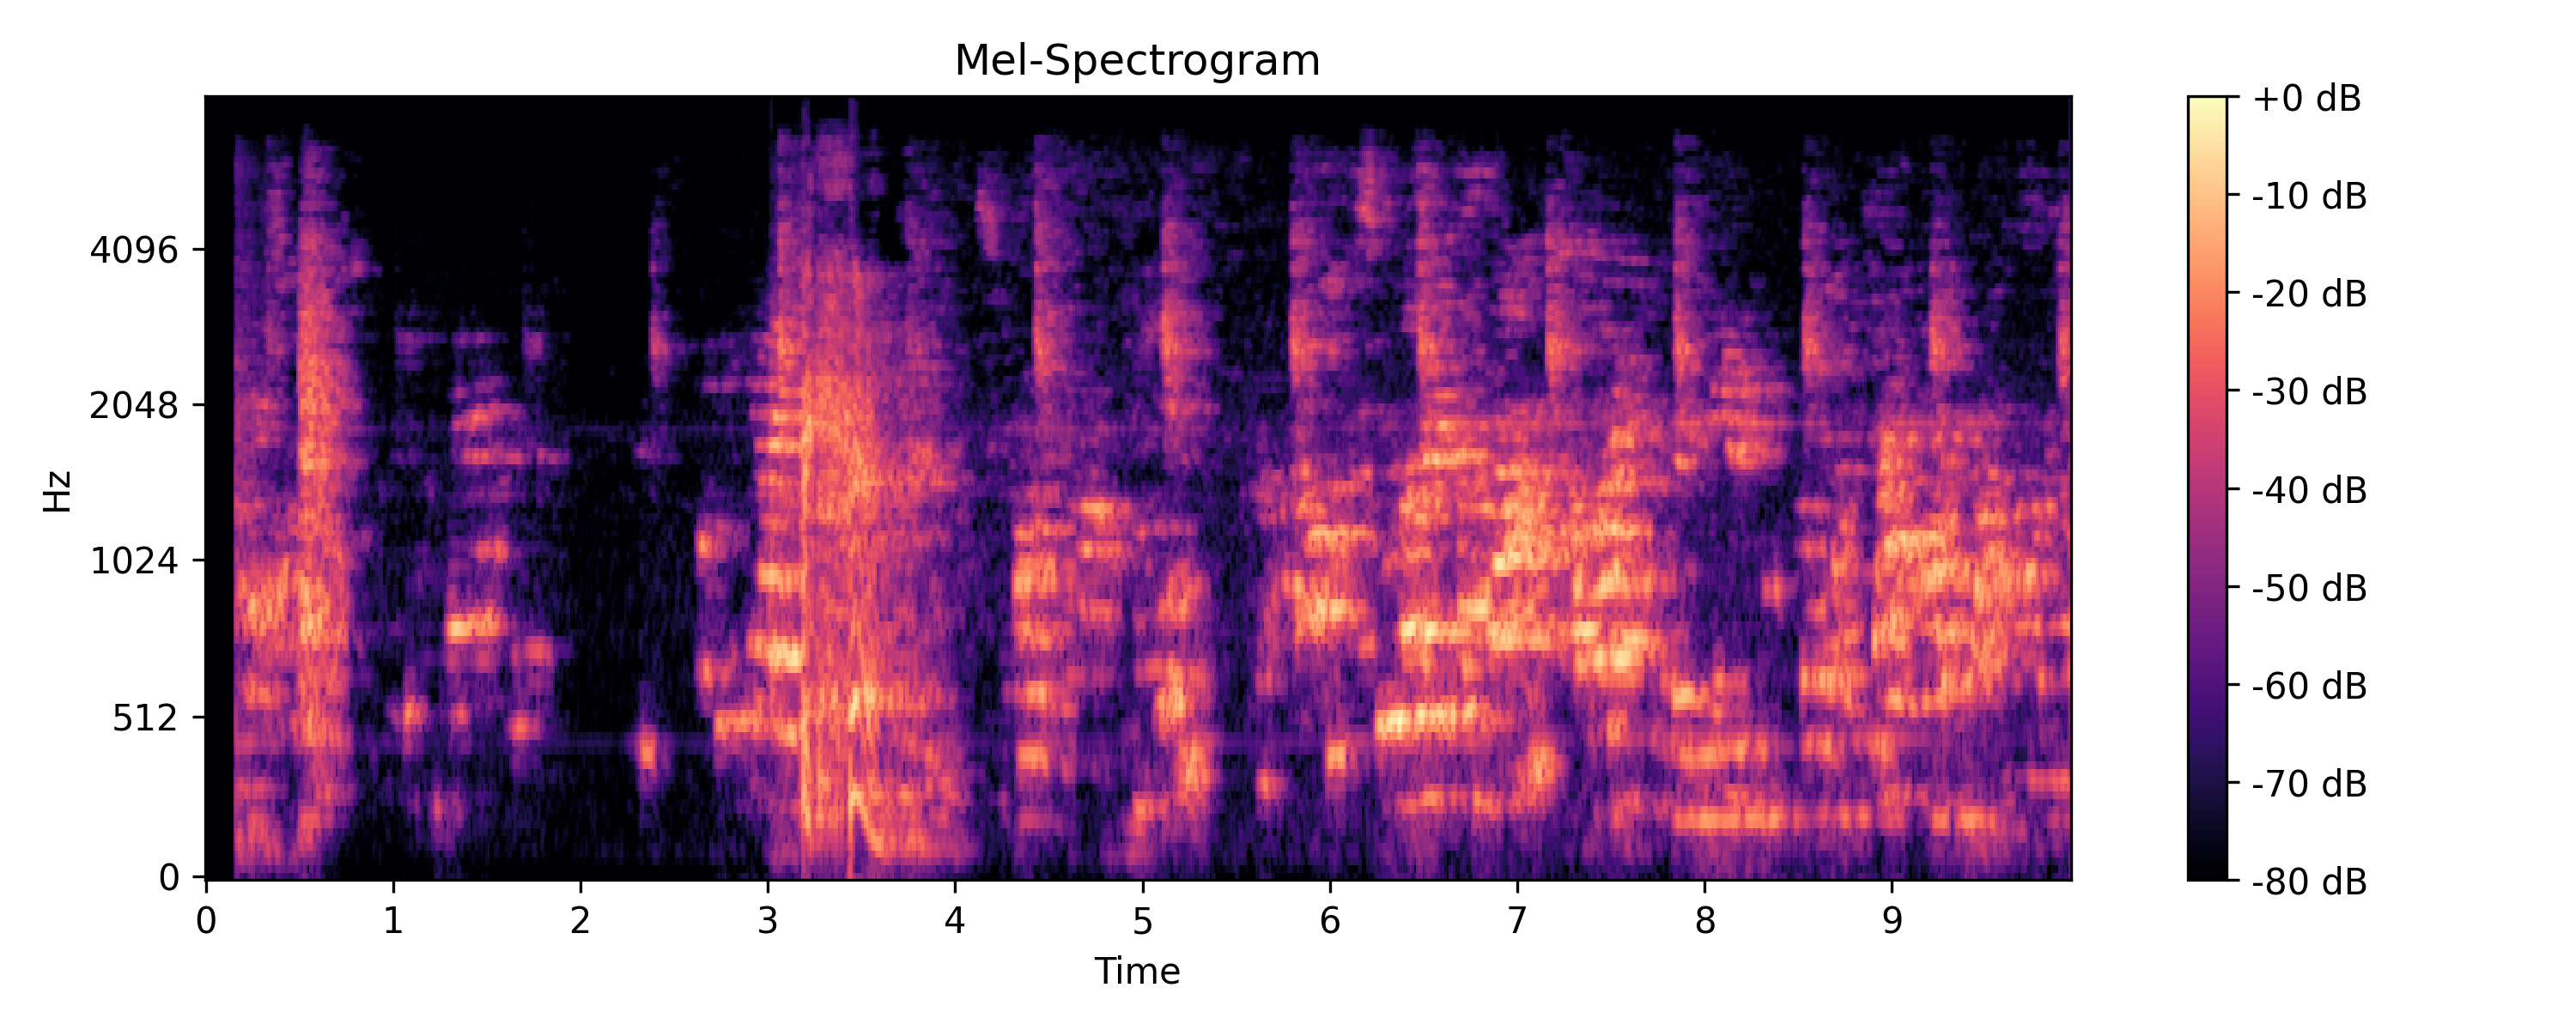 Mel-Spectrogram
+0 dB
-10 dB
-20 dB
-30 dB
-40 dB
-50 dB
-60 dB
-70 dB
-80 dB
Hz
4096
2048
1024
512
0
0 1 2 3 4 5 6 7 8 9
Time